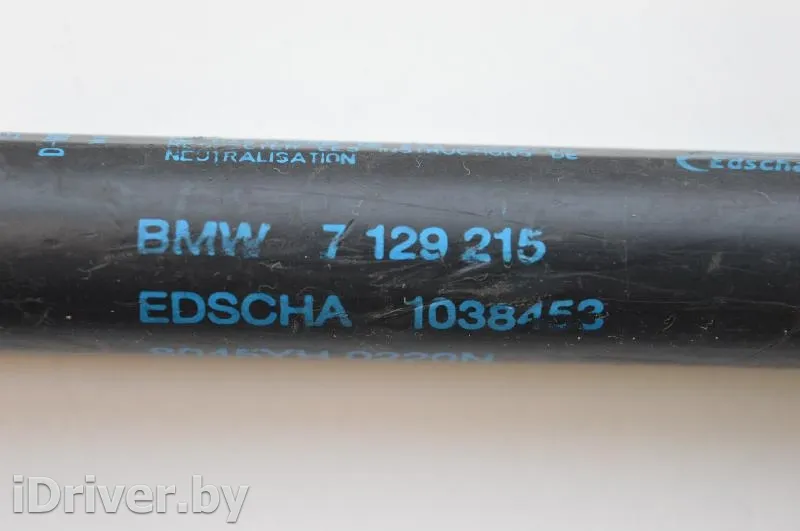 NEUTRALISATION
Edscha
BMW 7 129 215
EDSCHA 1038453
iDriver.by